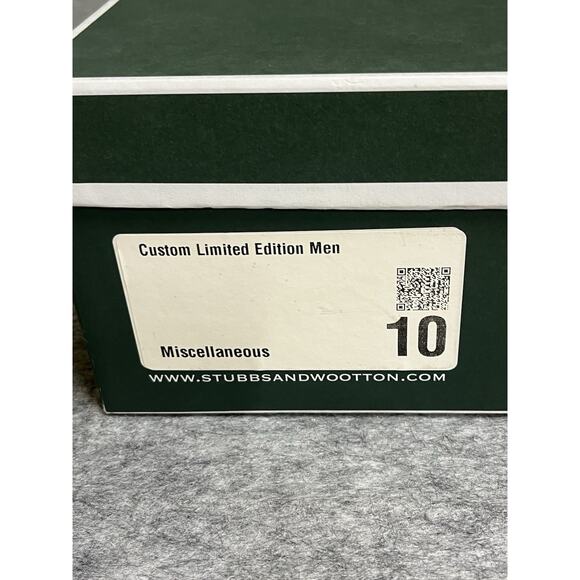 Custom Limited Edition Men
Miscellaneous
10
WWW.STUBBSANDWOOTTON.COM